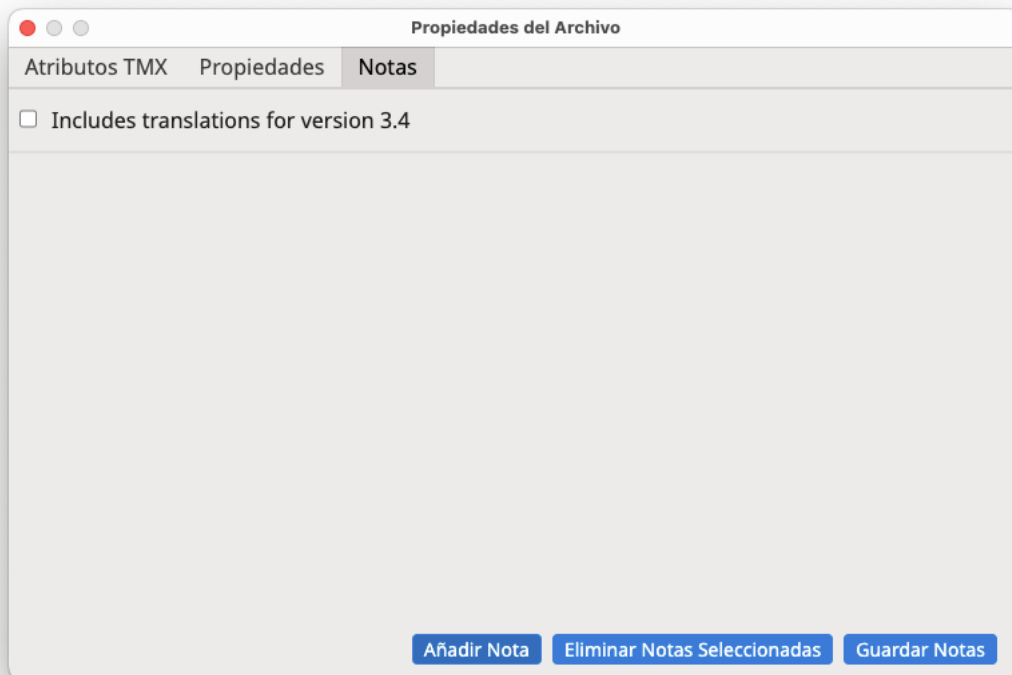 Propiedades del Archivo
Atributos TMX Propiedades Notas
Includes translations for version 3.4
Añadir Nota Eliminar Notas Seleccionadas Guardar Notas